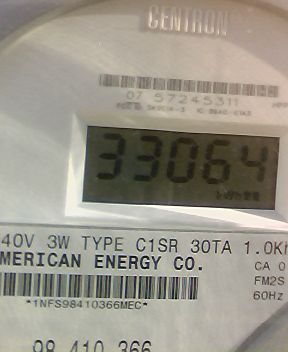 CENTRON
07 57245311
33064
kWh
40V 3W TYPE C1SR 30TA 1.0Kh
MERICAN ENERGY CO.
CA 0
FM2S
60Hz
*1NFS98410366MEC*
98 410 366